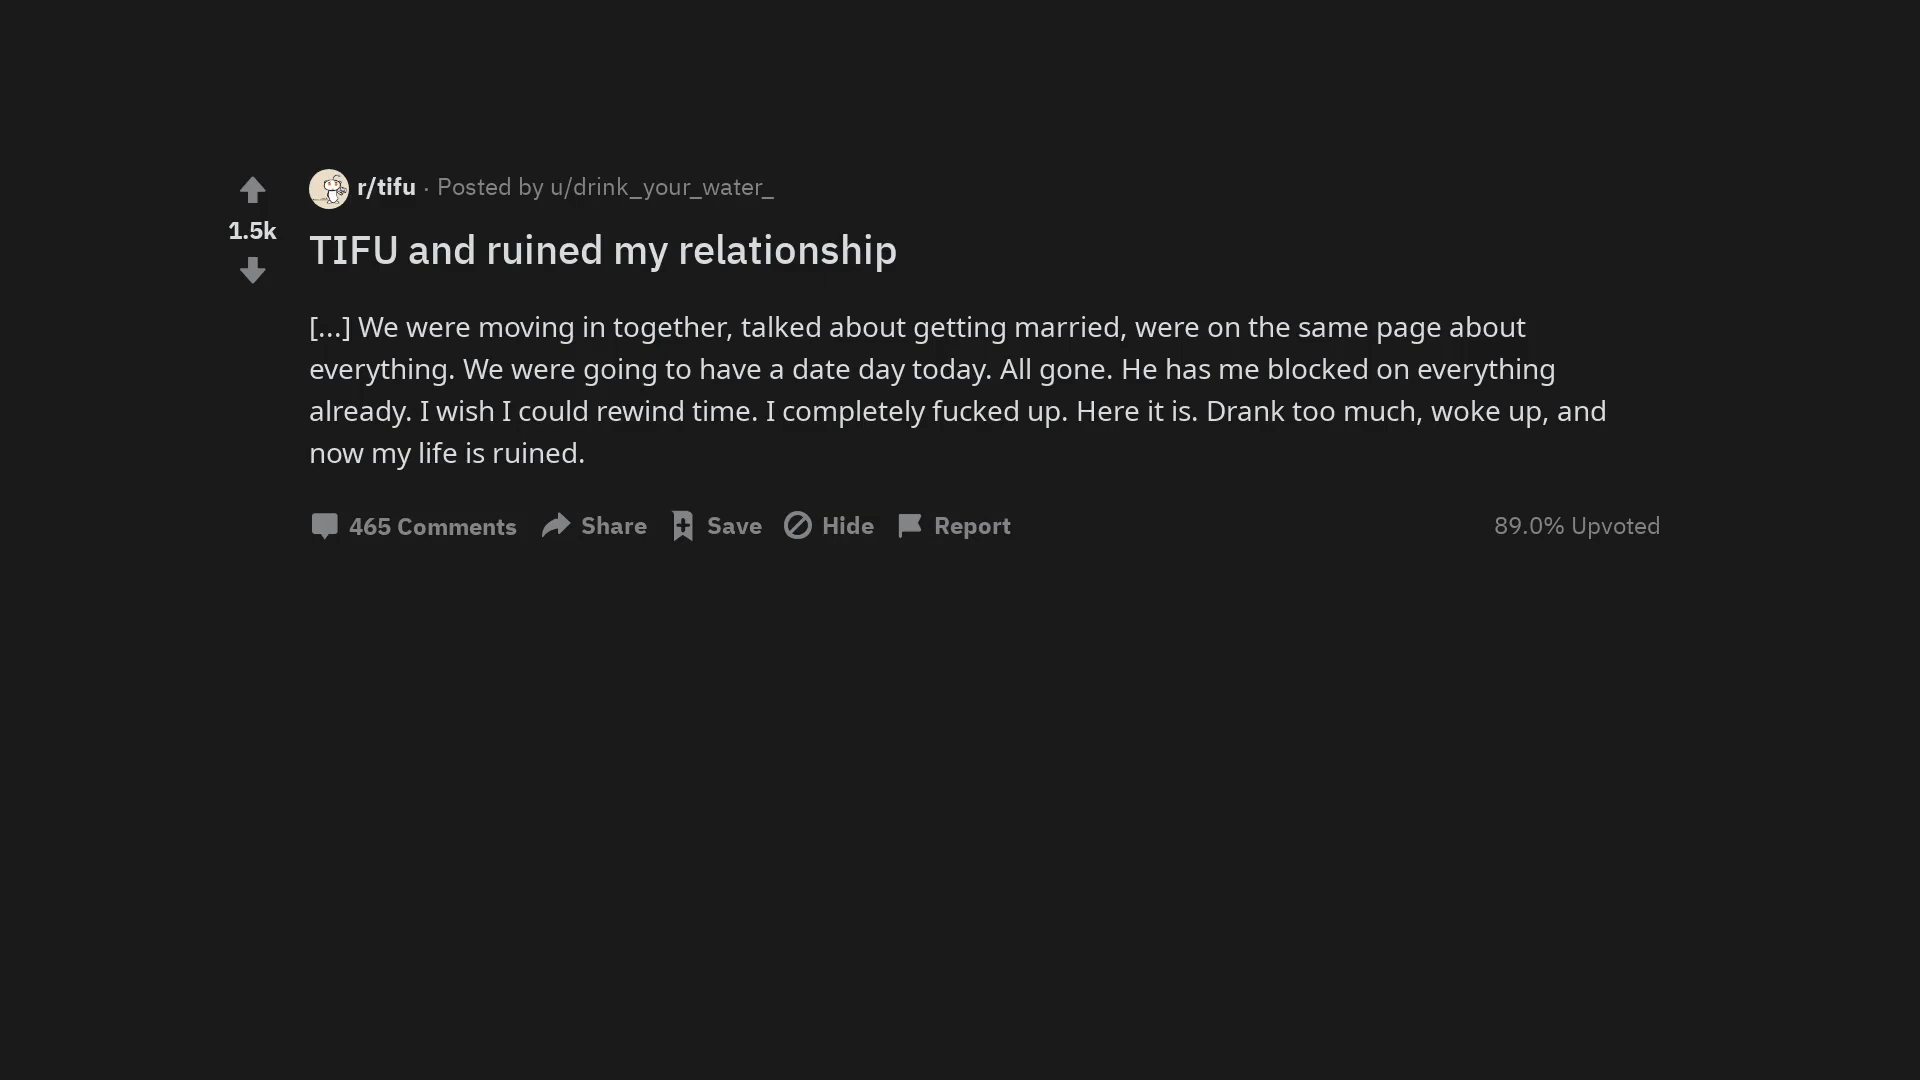 r/tifu · Posted by u/drink_your_water_
1.5k
TIFU and ruined my relationship
[...] We were moving in together, talked about getting married, were on the same page about
everything. We were going to have a date day today. All gone. He has me blocked on everything
already. I wish I could rewind time. I completely fucked up. Here it is. Drank too much, woke up, and
now my life is ruined.
465 Comments Share Save Hide Report 89.0% Upvoted